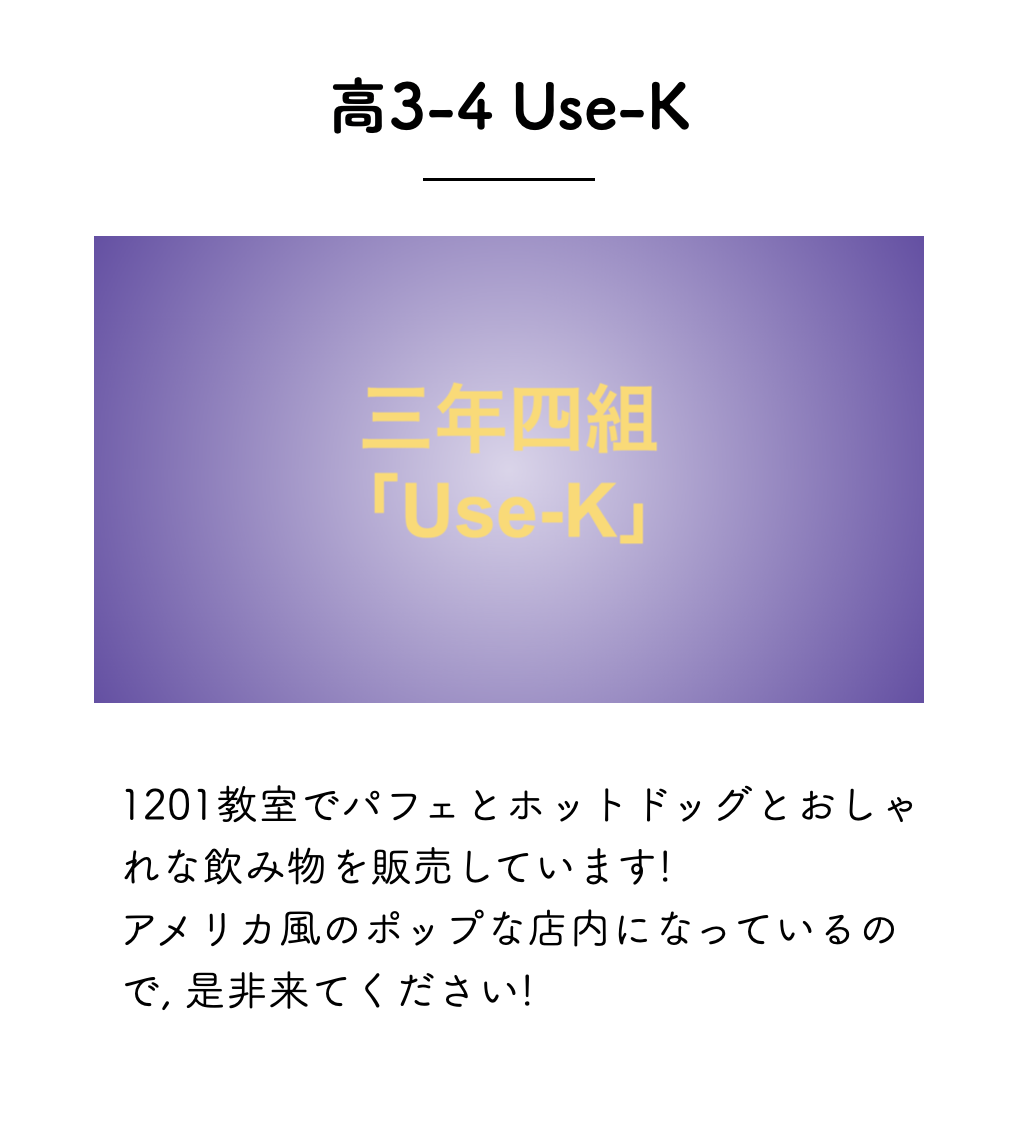 高3-4 Use-K
三年四組
「Use-K」
1201教室でパフェとホットドッグとおしゃ
れな飲み物を販売しています!
アメリカ風のポップな店内になっているの
で, 是非来てください!